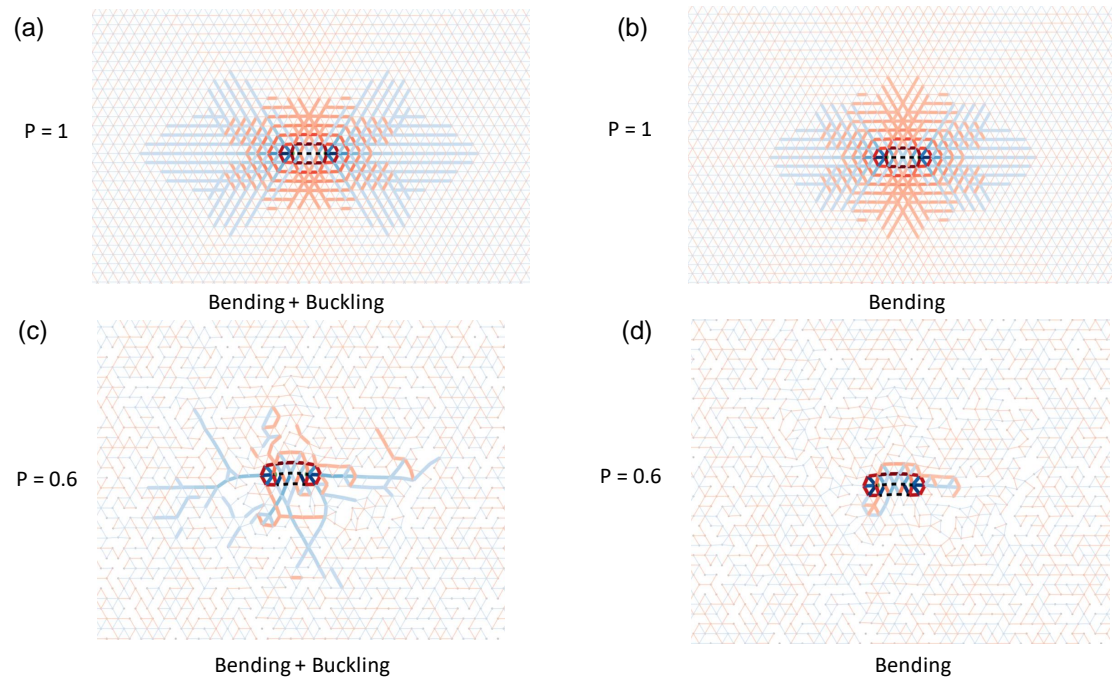 (a)
(b)
P = 1
P = 1
Bending + Buckling
Bending
(c)
(d)
P = 0.6
P = 0.6
Bending + Buckling
Bending